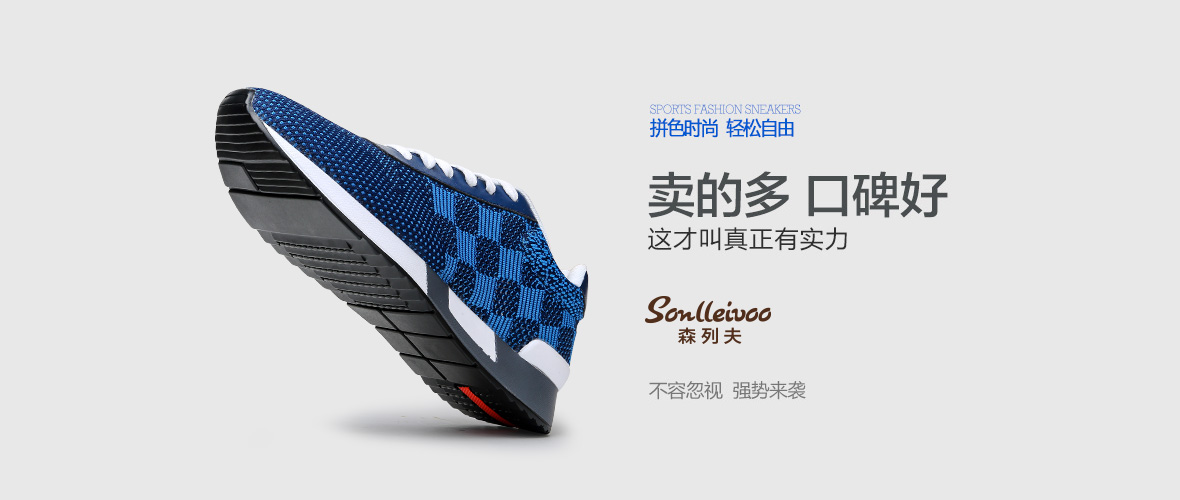 SPORTS FASHION SNEAKERS
拼色时尚 轻松自由
卖的多 口碑好
这才叫真正有实力
Sonlleivoo
森列夫
不容忽视 强势来袭